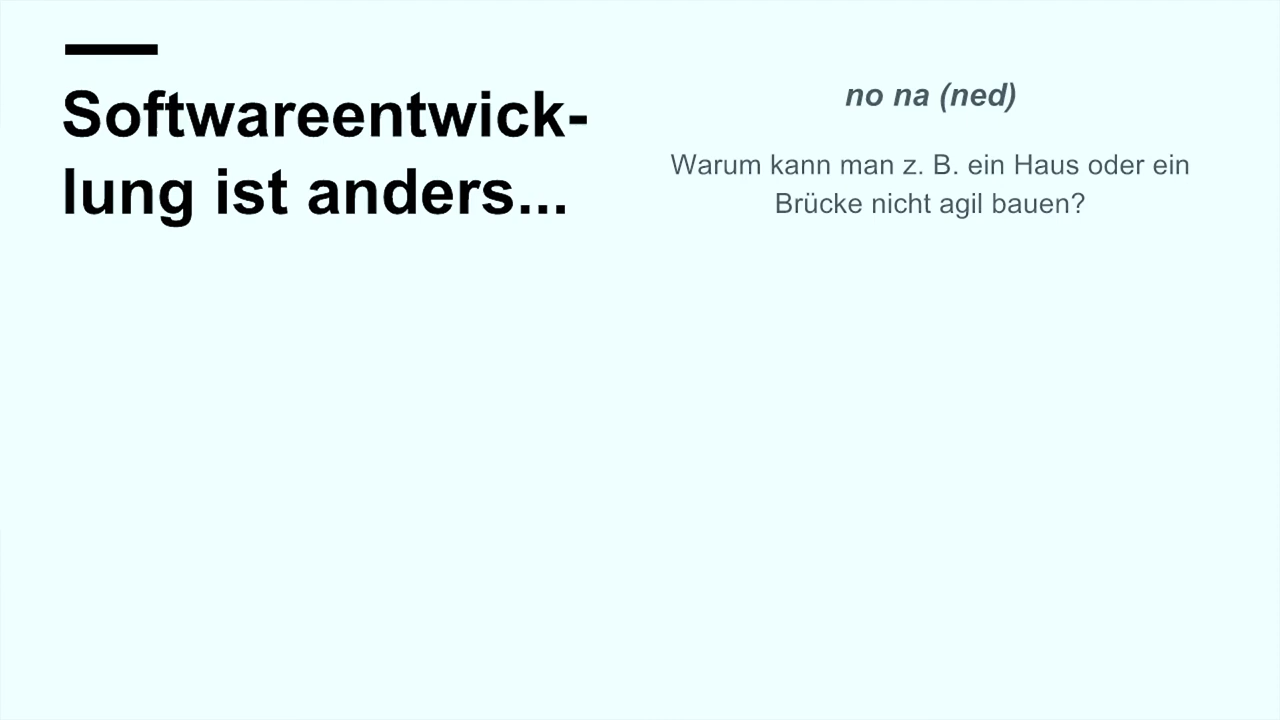 Softwareentwick-
lung ist anders...
no na (ned)
Warum kann man z. B. ein Haus oder ein
Brücke nicht agil bauen?